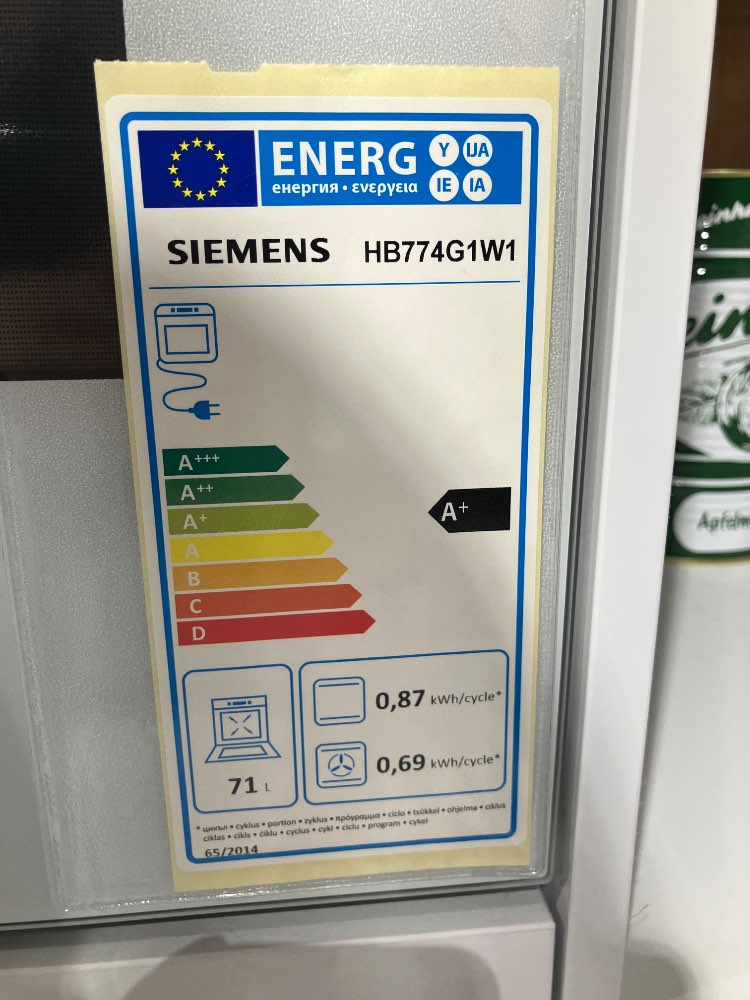 ENERG Y IJA
енергия • ενεργεια IE IA
SIEMENS HB774G1W1
A+++
A++
A+
A
B
C
D
A+
0,87 kWh/cycle*
0,69 kWh/cycle*
71 L
* цикъл • cyklus • portion • zyklus • πρόγραμμα • ciclo • tsükkel • ohjelma • ciklus
ciklas • cikls • ċiklu • cyclus • cykl • ciclu • program • cykel
65/2014